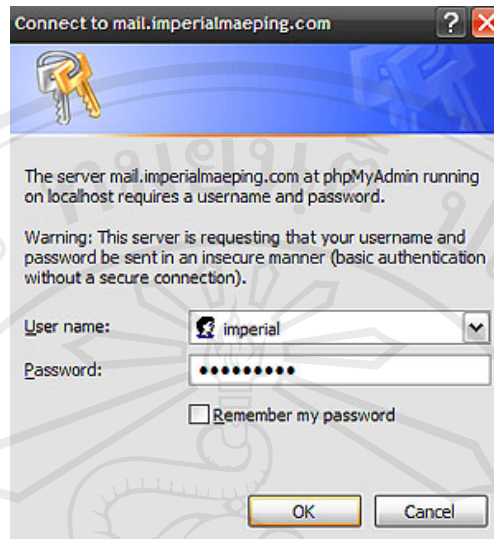 Connect to mail.imperialmaeping.com
The server mail.imperialmaeping.com at phpMyAdmin running
on localhost requires a username and password.
Warning: This server is requesting that your username and
password be sent in an insecure manner (basic authentication
without a secure connection).
User name:
imperial
Password:
•••••••••
Remember my password
OK
Cancel